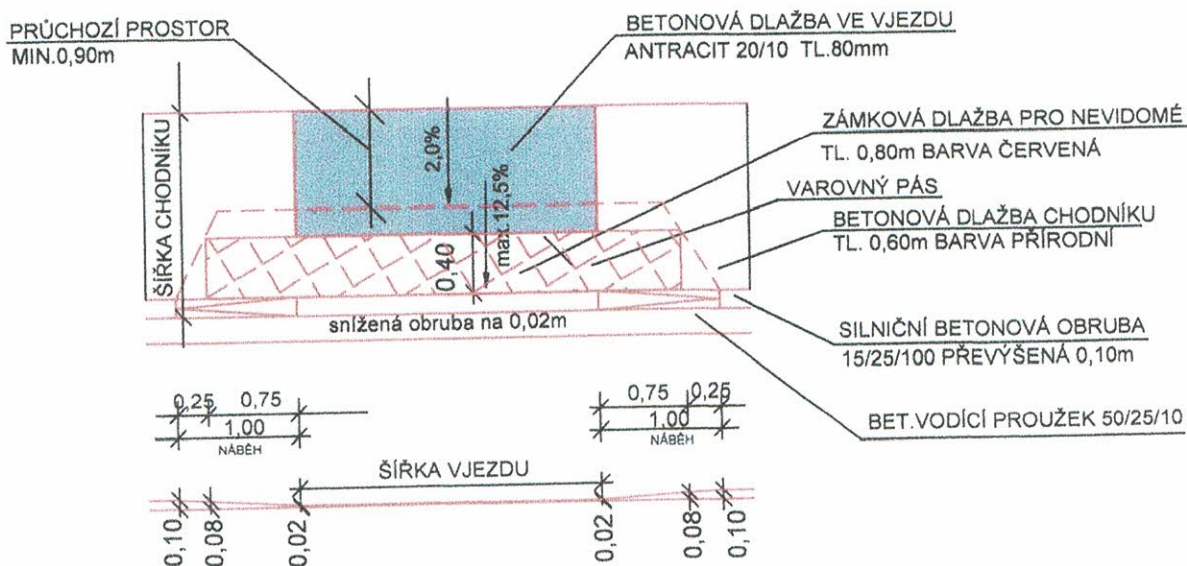 PRŮCHOZÍ PROSTOR
MIN.0,90m
BETONOVÁ DLAŽBA VE VJEZDU
ANTRACIT 20/10 TL.80mm
ZÁMKOVÁ DLAŽBA PRO NEVIDOMÉ
TL. 0,80m BARVA ČERVENÁ
VAROVNÝ PÁS
BETONOVÁ DLAŽBA CHODNÍKU
TL. 0,60m BARVA PŘÍRODNÍ
ŠÍŘKA CHODNÍKU
2,0%
max.12,5%
0,40
snížená obruba na 0,02m
SILNIČNÍ BETONOVÁ OBRUBA
15/25/100 PŘEVÝŠENÁ 0,10m
BET.VODÍCÍ PROUŽEK 50/25/10
0,25 0,75
1,00
NÁBĚH
0,75 0,25
1,00
NÁBĚH
ŠÍŘKA VJEZDU
0,10 0,08 0,02 0,02 0,08 0,10